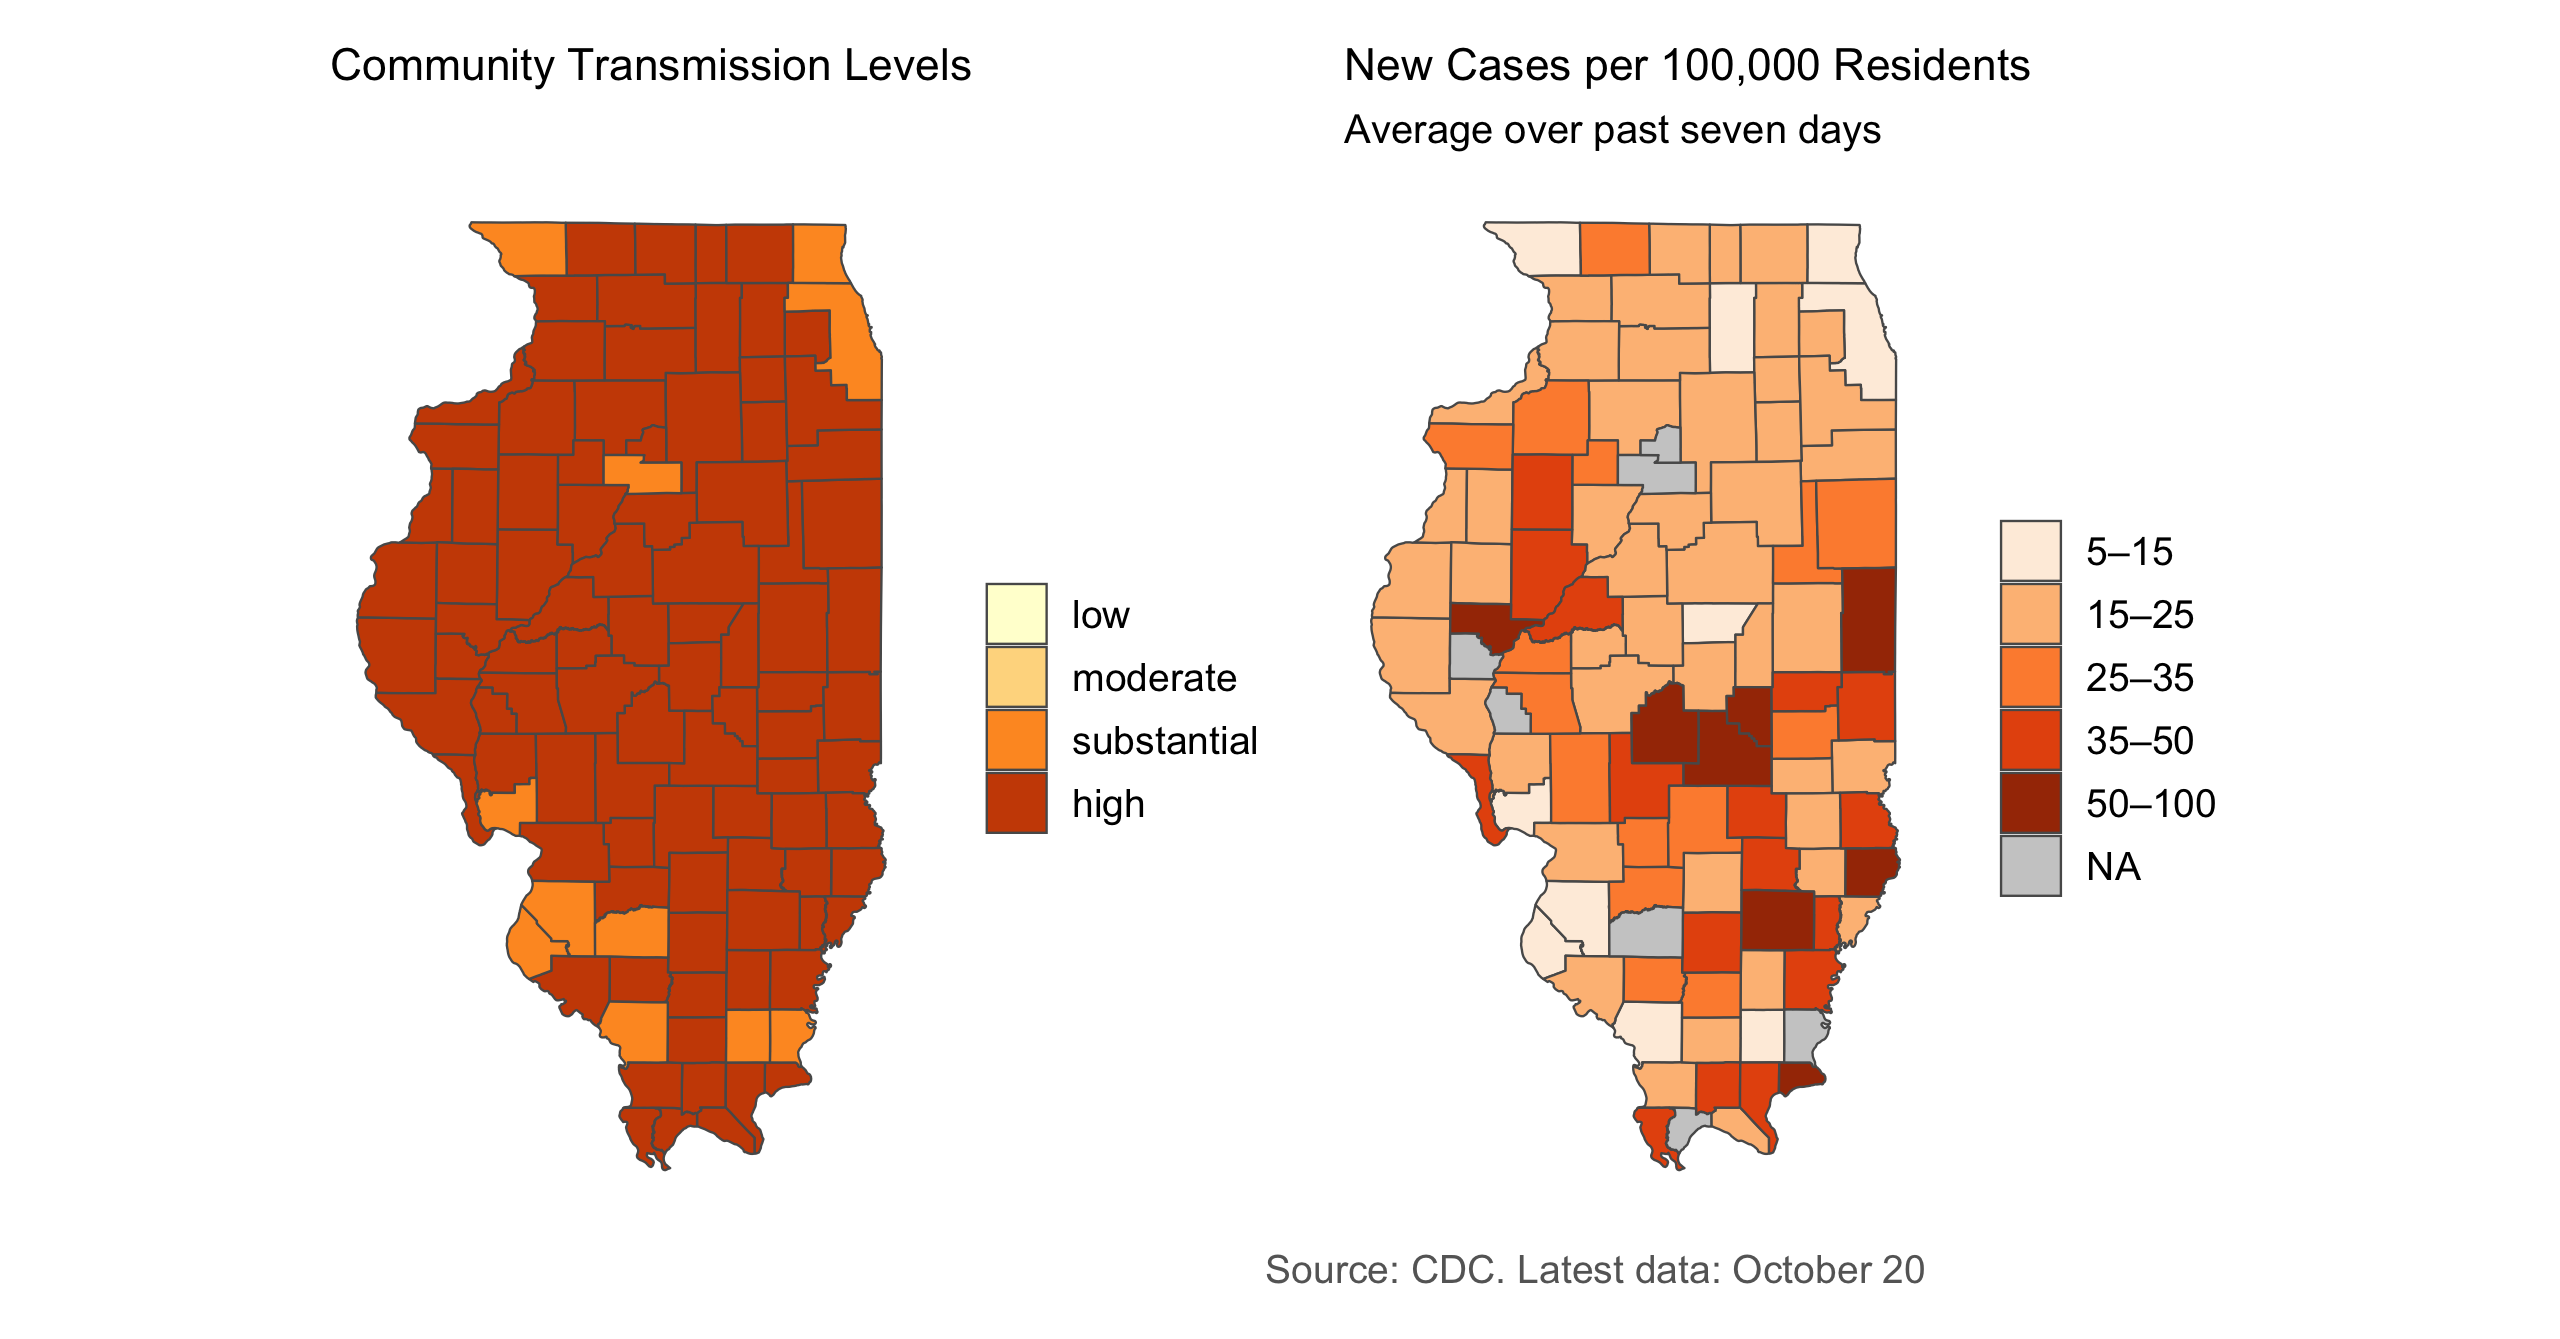 Community Transmission Levels
New Cases per 100,000 Residents
Average over past seven days
low
moderate
substantial
high
5–15
15–25
25–35
35–50
50–100
NA
Source: CDC. Latest data: October 20